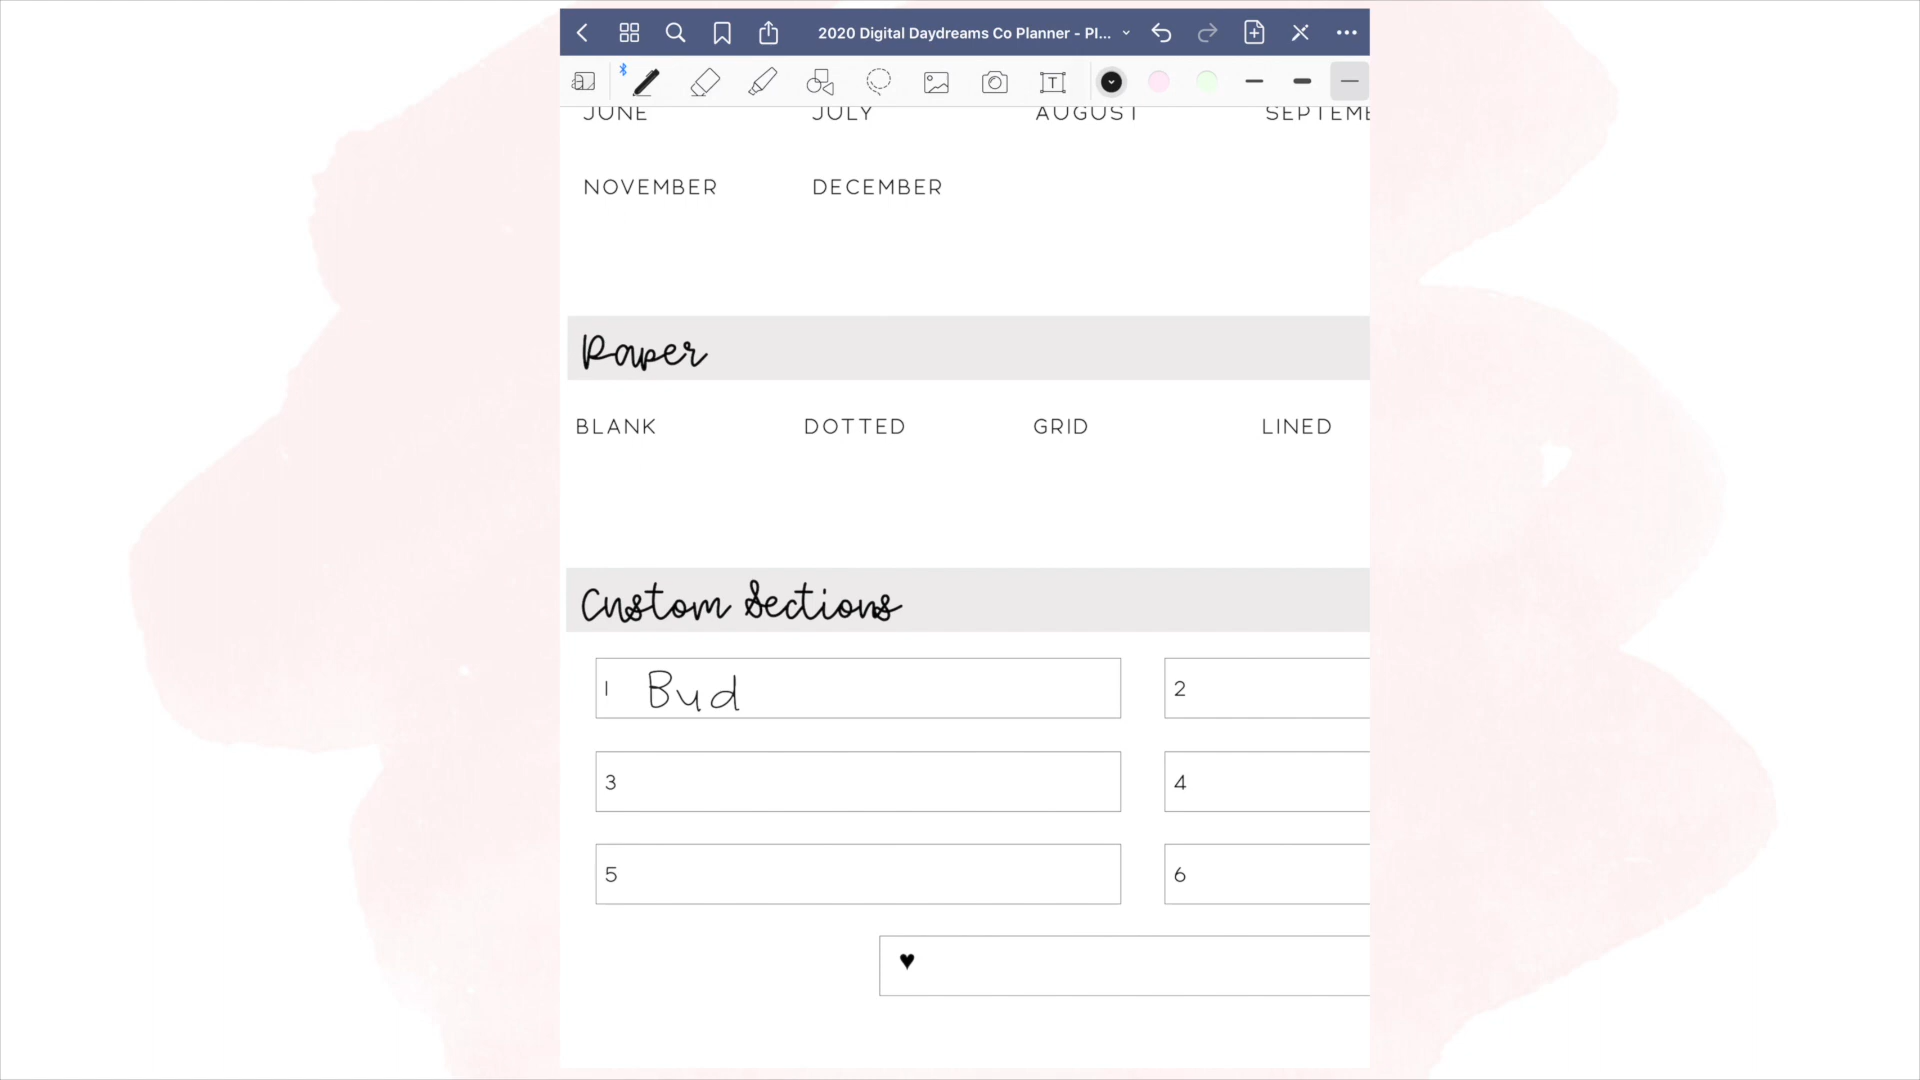 2020 Digital Daydreams Co Planner - Pl...
JUNE JULY AUGUST SEPTEME
NOVEMBER DECEMBER
Paper
BLANK DOTTED GRID LINED
Custom Sections
1 Bud 2
3 4
5 6
♥